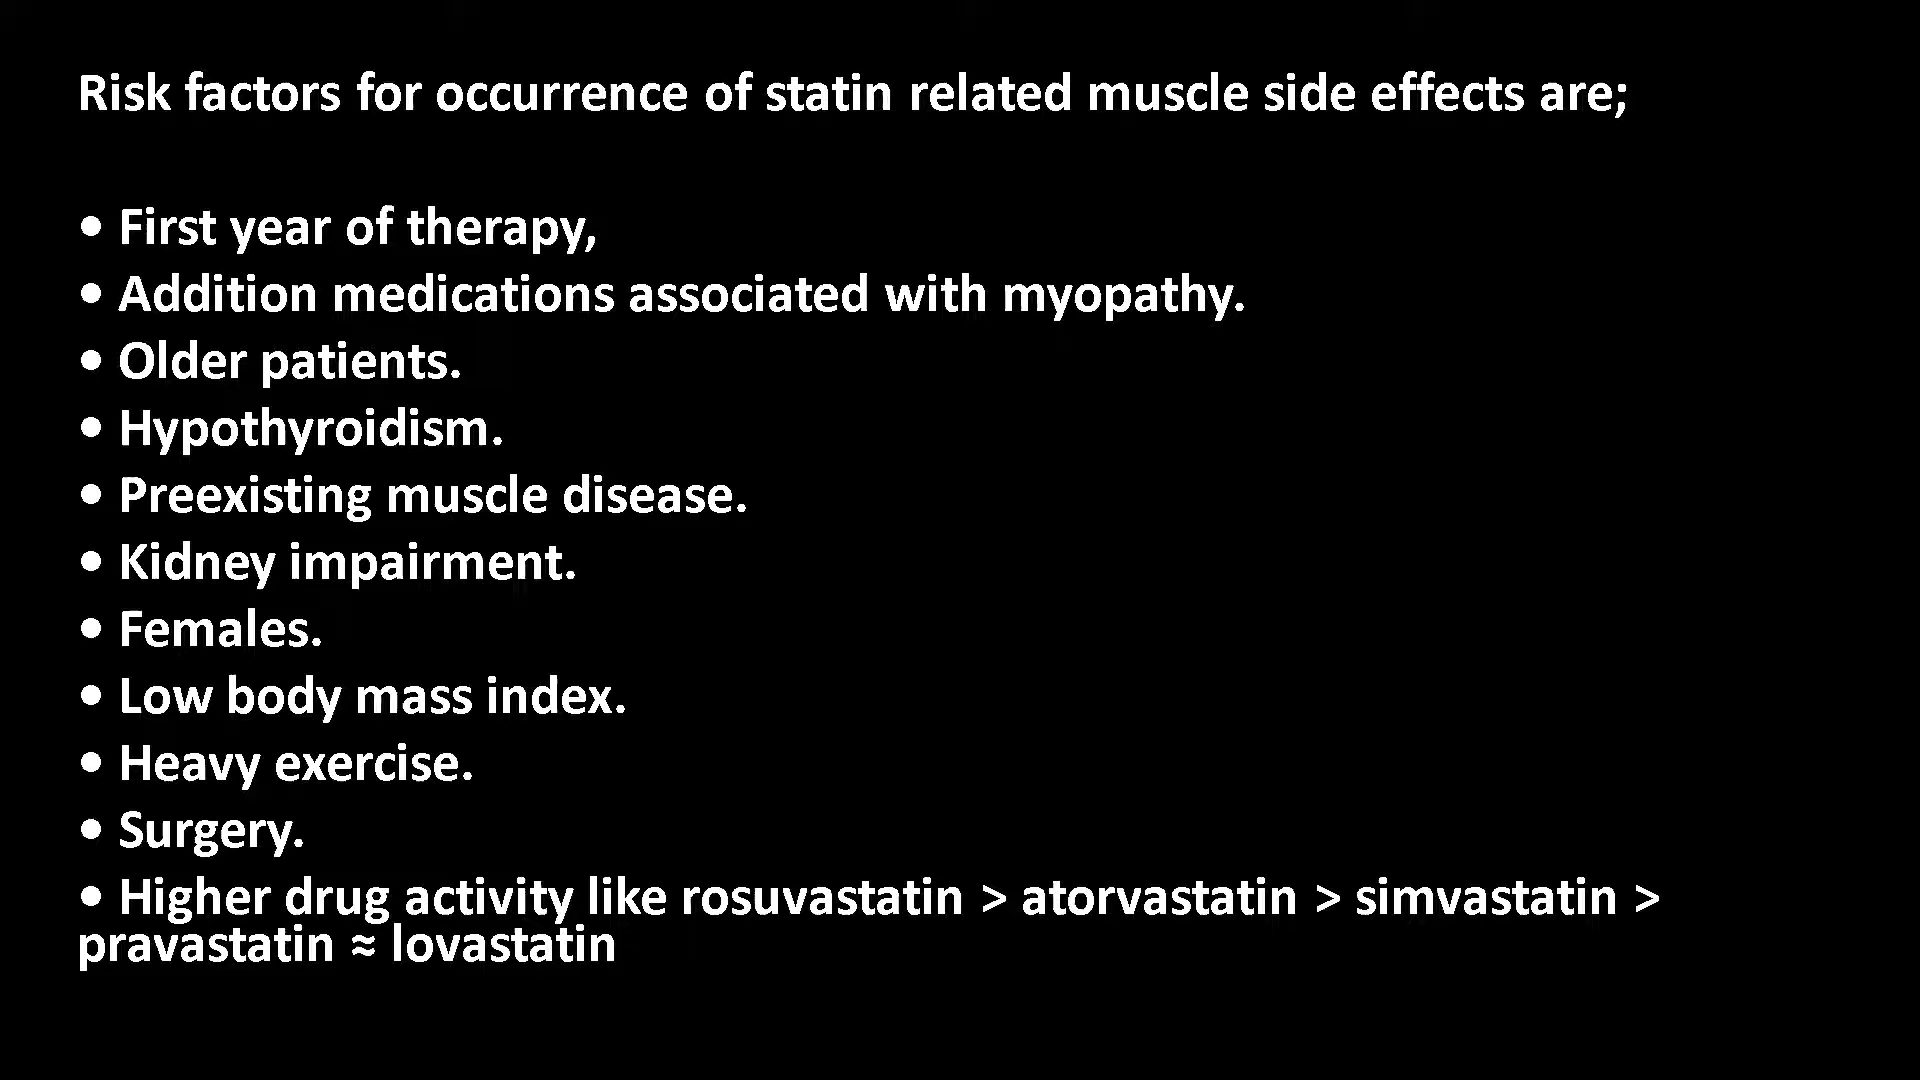 Risk factors for occurrence of statin related muscle side effects are;
• First year of therapy,
• Addition medications associated with myopathy.
• Older patients.
• Hypothyroidism.
• Preexisting muscle disease.
• Kidney impairment.
• Females.
• Low body mass index.
• Heavy exercise.
• Surgery.
• Higher drug activity like rosuvastatin > atorvastatin > simvastatin >
pravastatin ≈ lovastatin